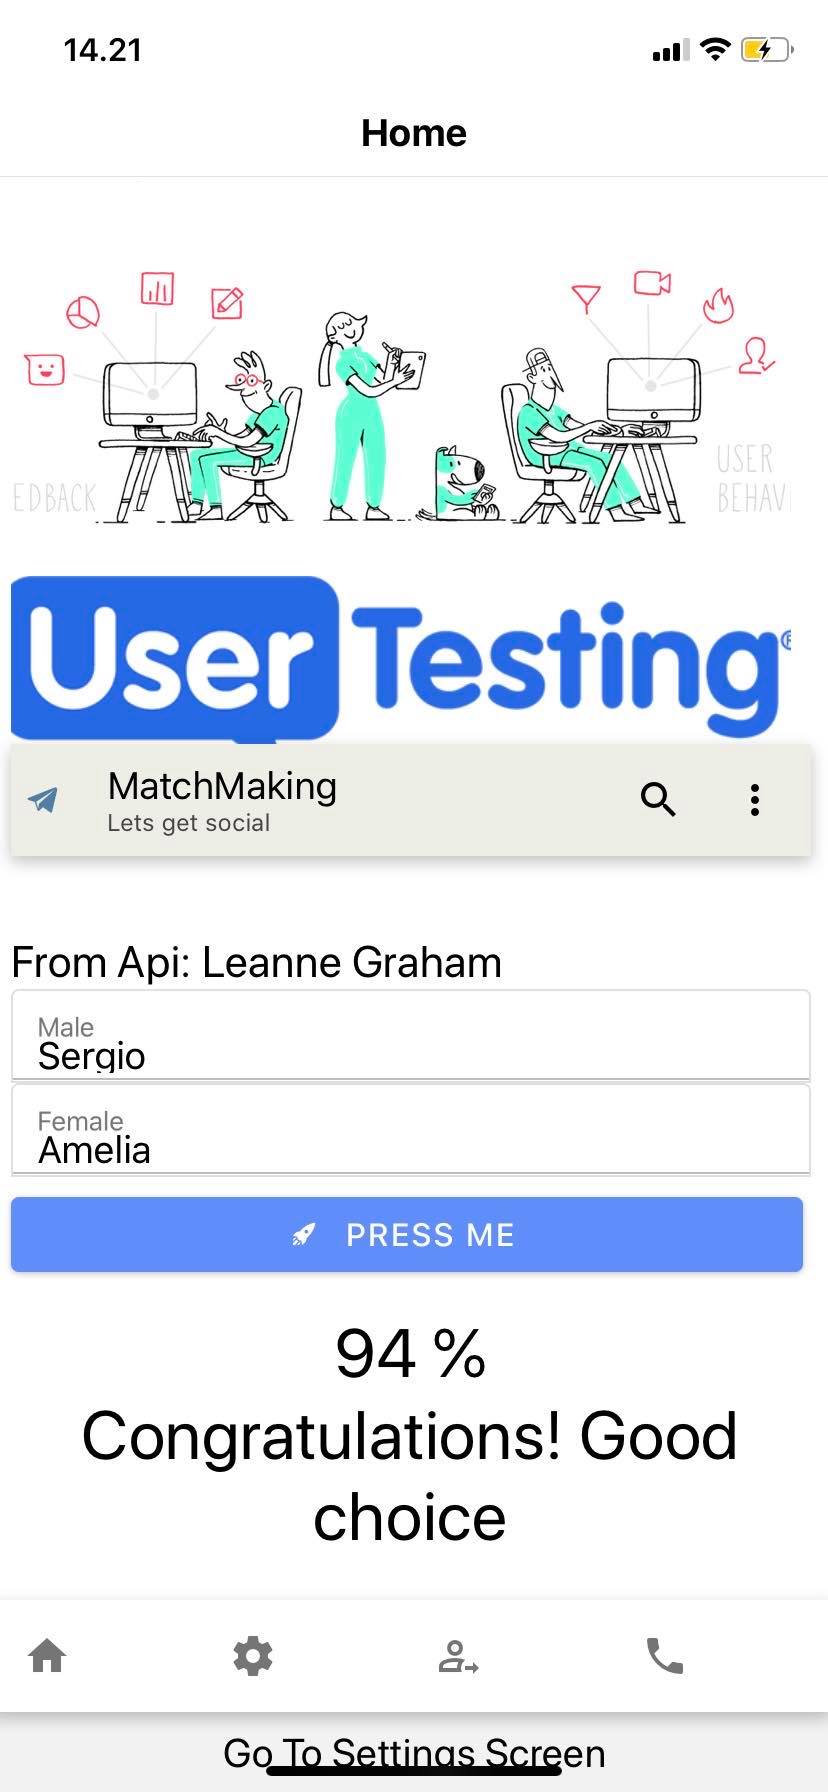 14.21
Home
EDBACK
USER
BEHAV
User Testing®
MatchMaking
Lets get social
From Api: Leanne Graham
Male
Sergio
Female
Amelia
PRESS ME
94 %
Congratulations! Good
choice
Go To Settings Screen